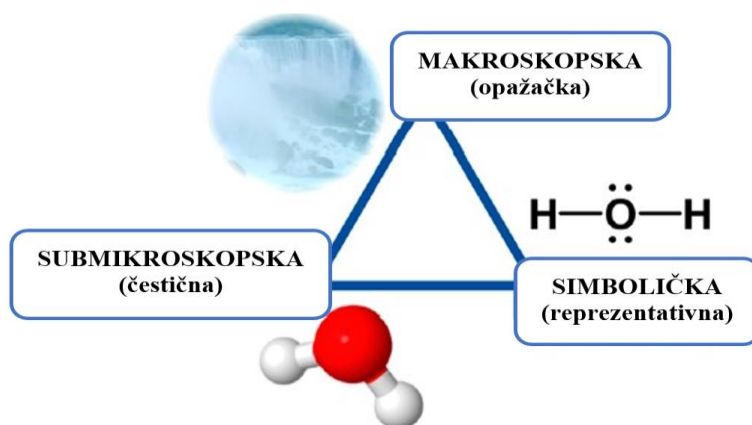 MAKROSKOPSKA
(opažačka)
H—O—H
SUBMIKROSKOPSKA
(čestična)
SIMBOLIČKA
(reprezentativna)